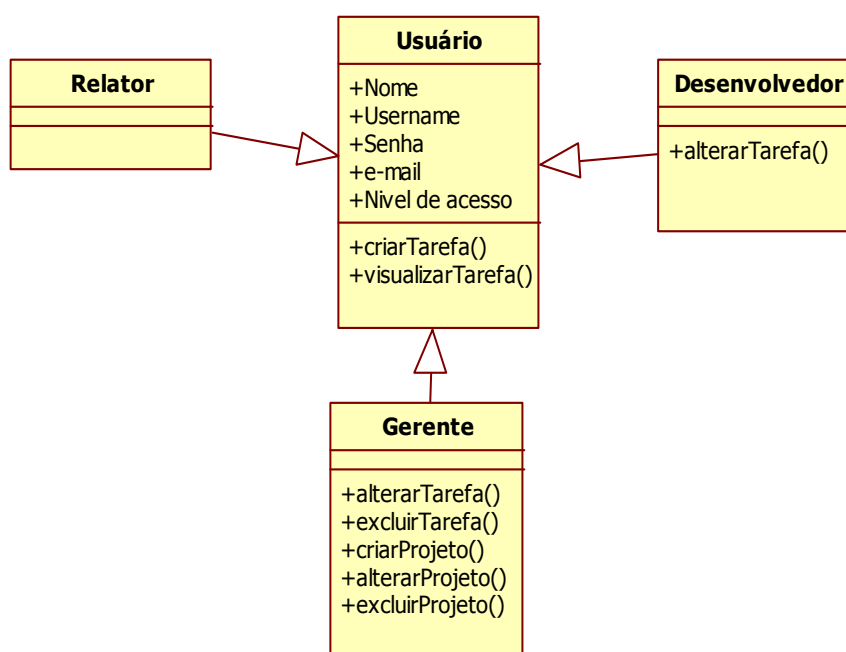 Usuário
+Nome
+Username
+Senha
+e-mail
+Nivel de acesso
+criarTarefa()
+visualizarTarefa()
Relator
Desenvolvedor
+alterarTarefa()
Gerente
+alterarTarefa()
+excluirTarefa()
+criarProjeto()
+alterarProjeto()
+excluirProjeto()